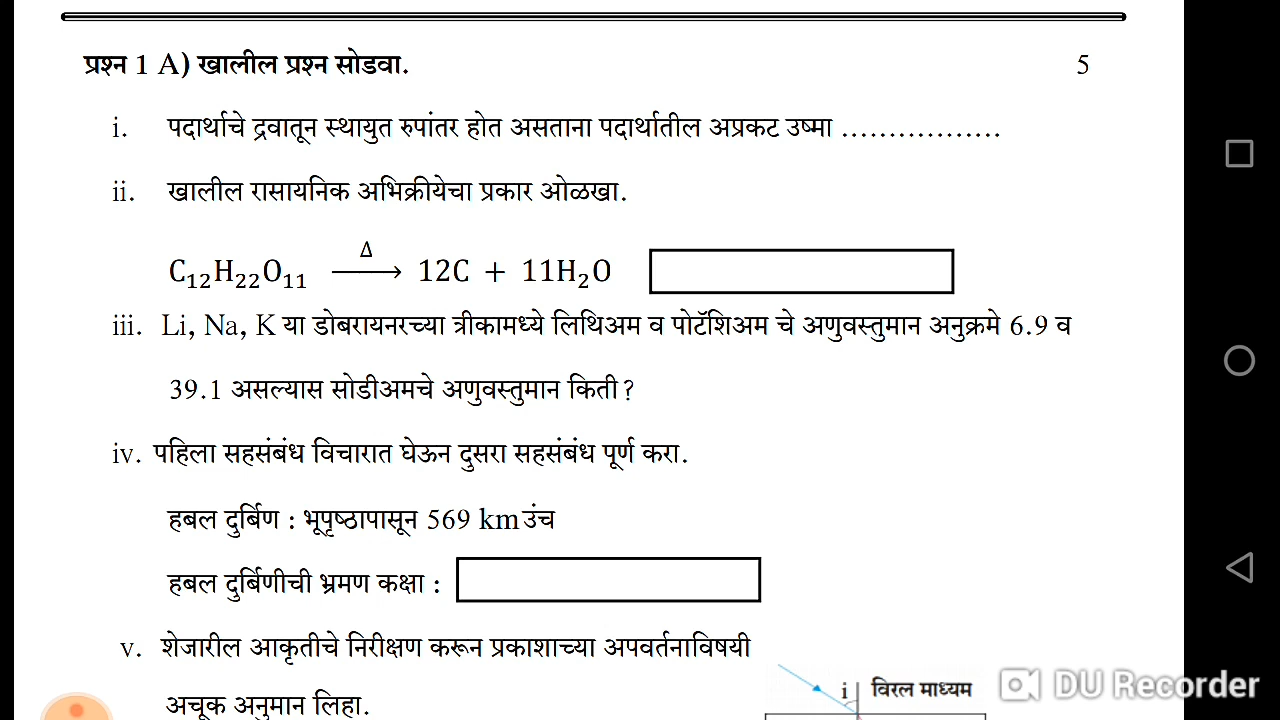 प्रश्न 1 A) खालील प्रश्न सोडवा. 5
i. पदार्थाचे द्रवातून स्थायुत रुपांतर होत असताना पदार्थातील अप्रकट उष्मा ..................
ii. खालील रासायनिक अभिक्रीयेचा प्रकार ओळखा.
C₁₂H₂₂O₁₁ —Δ→ 12C + 11H₂O
iii. Li, Na, K या डोबरायनरच्या त्रीकामध्ये लिथिअम व पोटॅशिअम चे अणुवस्तुमान अनुक्रमे 6.9 व
39.1 असल्यास सोडीअमचे अणुवस्तुमान किती?
iv. पहिला सहसंबंध विचारात घेऊन दुसरा सहसंबंध पूर्ण करा.
हबल दुर्बिण : भूपृष्ठापासून 569 km उंच
हबल दुर्बिणीची भ्रमण कक्षा :
v. शेजारील आकृतीचे निरीक्षण करून प्रकाशाच्या अपवर्तनाविषयी
अचूक अनुमान लिहा.
i विरल माध्यम
DU Recorder